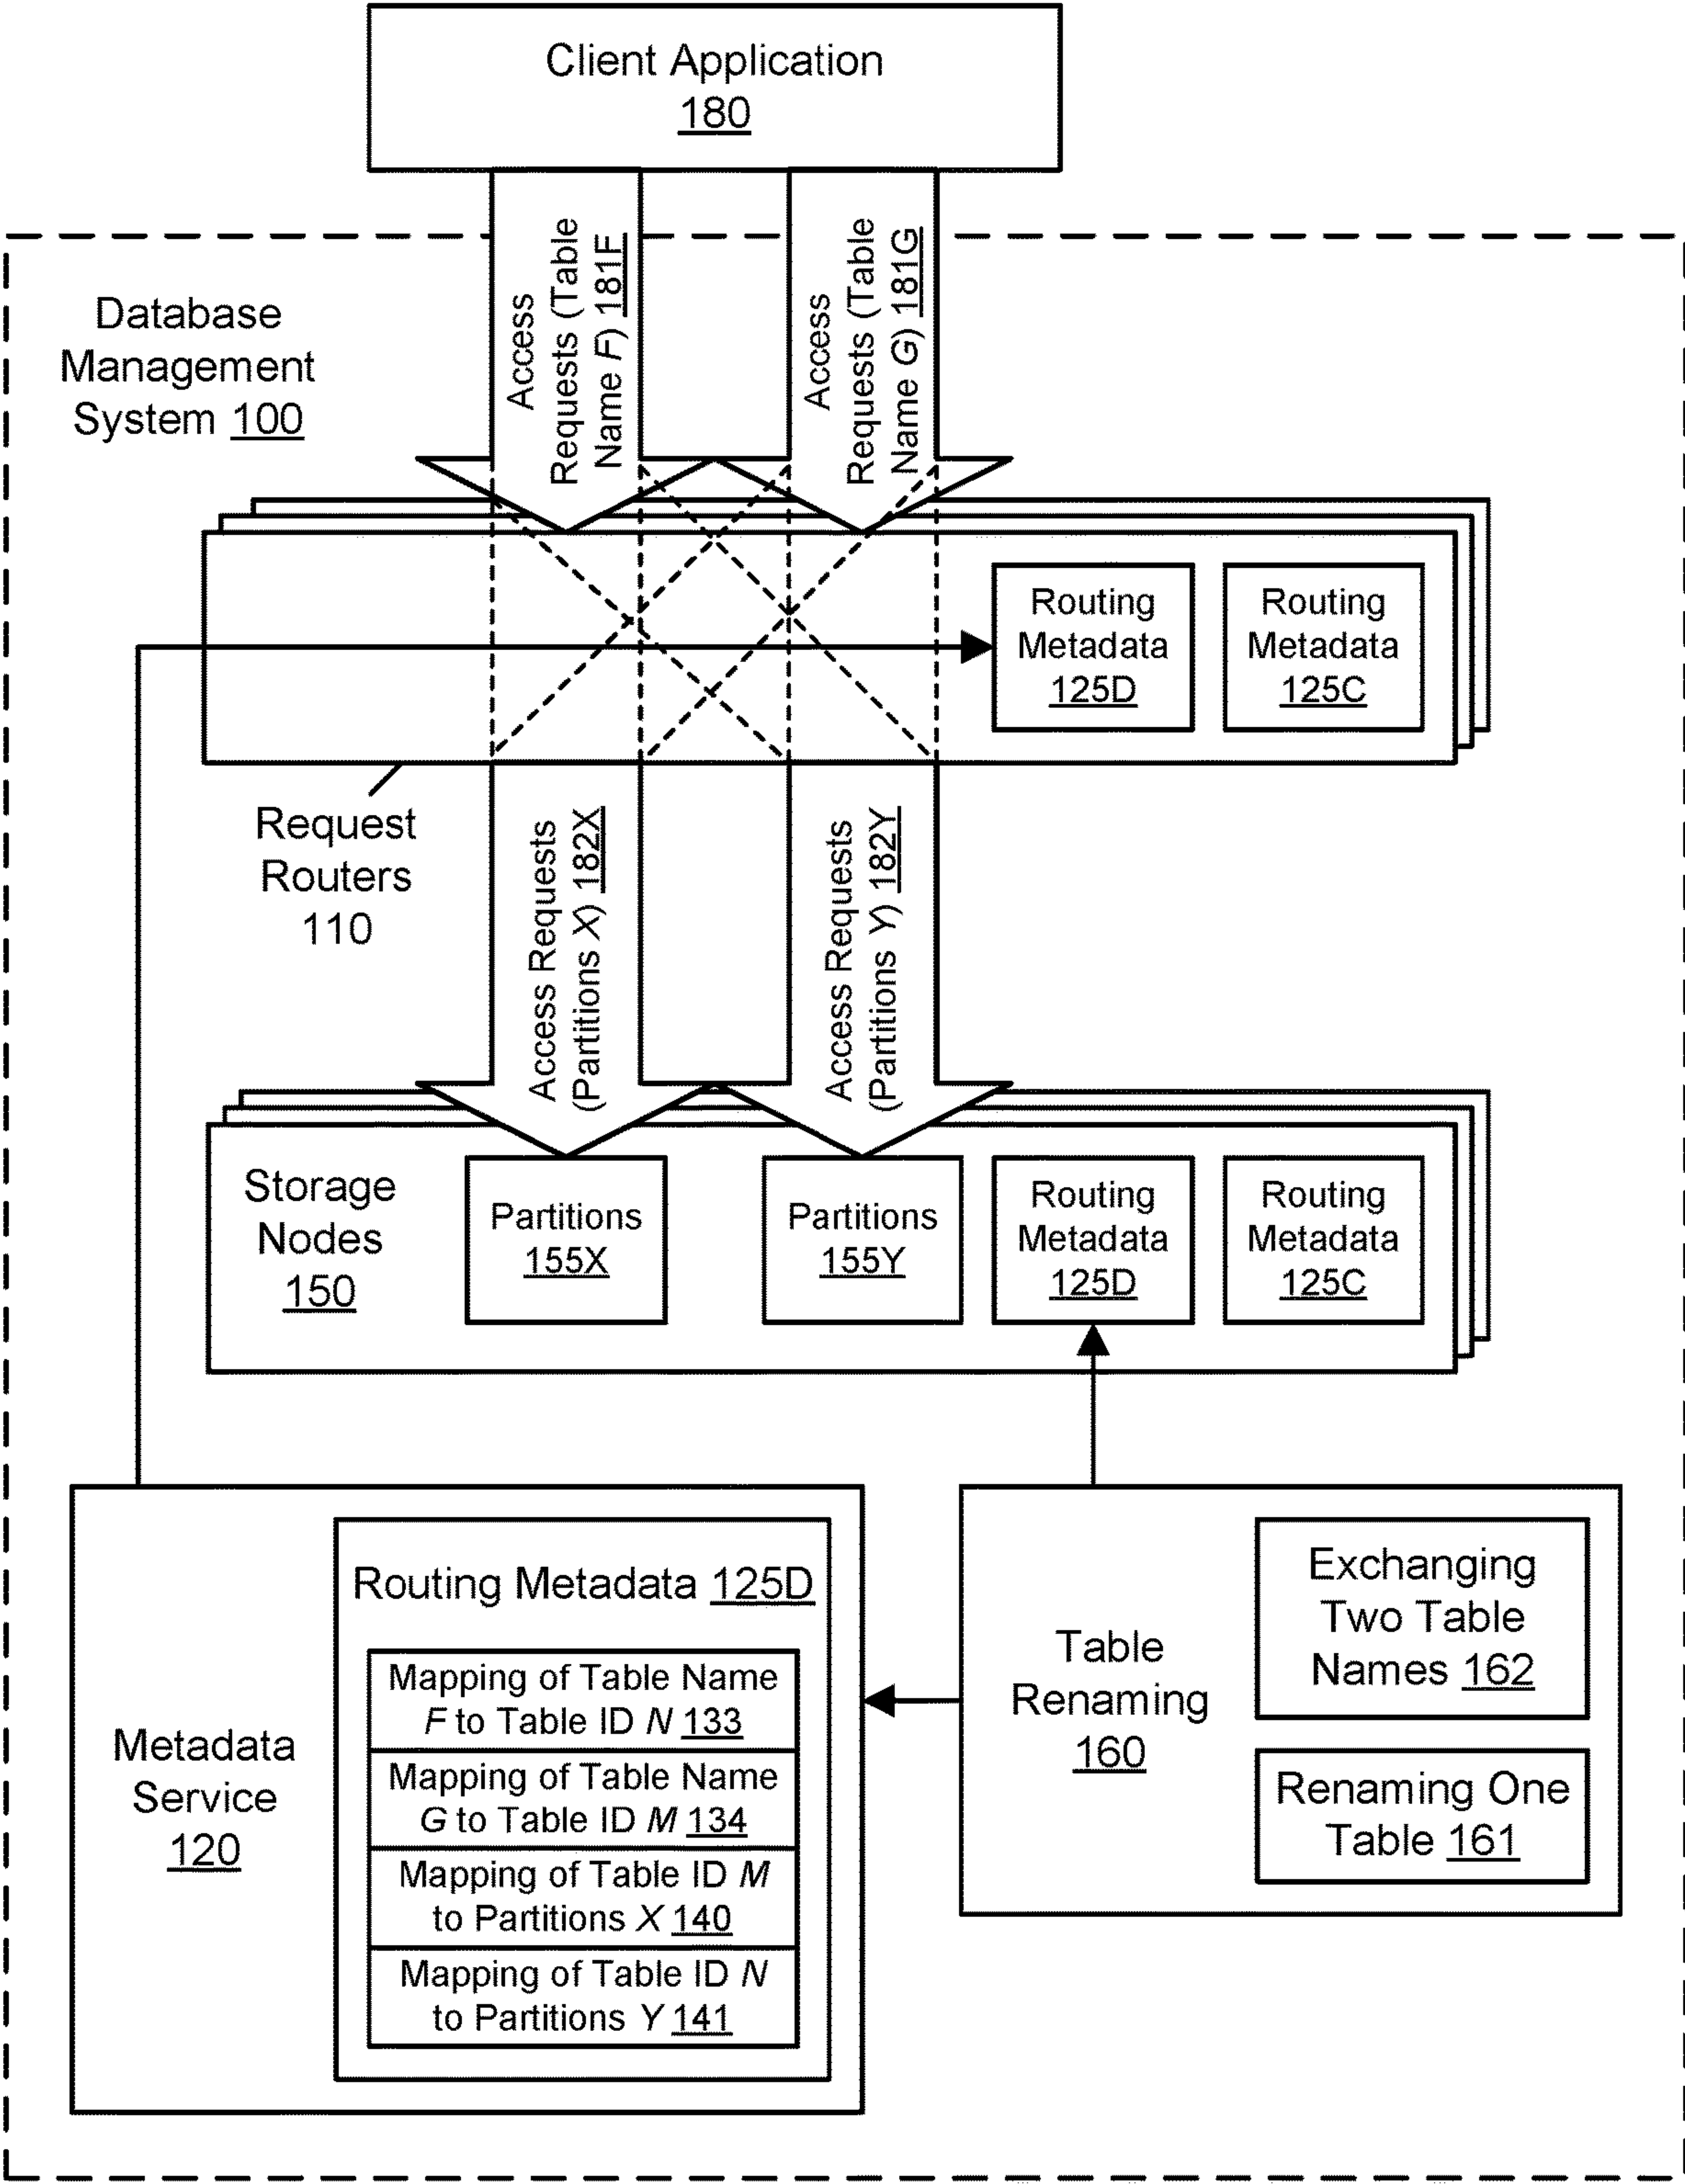 Client Application
180
Access
Requests (Table
Name F) 181F
Access
Requests (Table
Name G) 181G
Database
Management
System 100
Routing
Metadata
125D
Routing
Metadata
125C
Request
Routers
110
Access Requests
(Partitions X) 182X
Access Requests
(Partitions Y) 182Y
Storage
Nodes
150
Partitions
155X
Partitions
155Y
Routing
Metadata
125D
Routing
Metadata
125C
Metadata
Service
120
Routing Metadata 125D
Mapping of Table Name
F to Table ID N 133
Mapping of Table Name
G to Table ID M 134
Mapping of Table ID M
to Partitions X 140
Mapping of Table ID N
to Partitions Y 141
Table
Renaming
160
Exchanging
Two Table
Names 162
Renaming One
Table 161